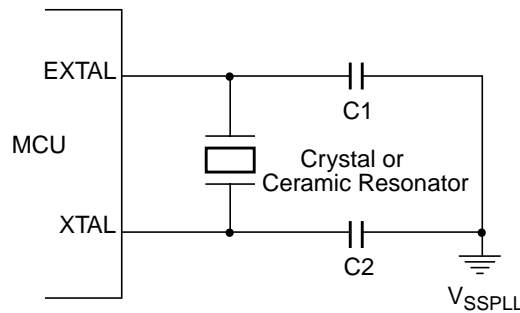 EXTAL
C1
MCU
Crystal or
Ceramic Resonator
XTAL
C2
VSSPLL